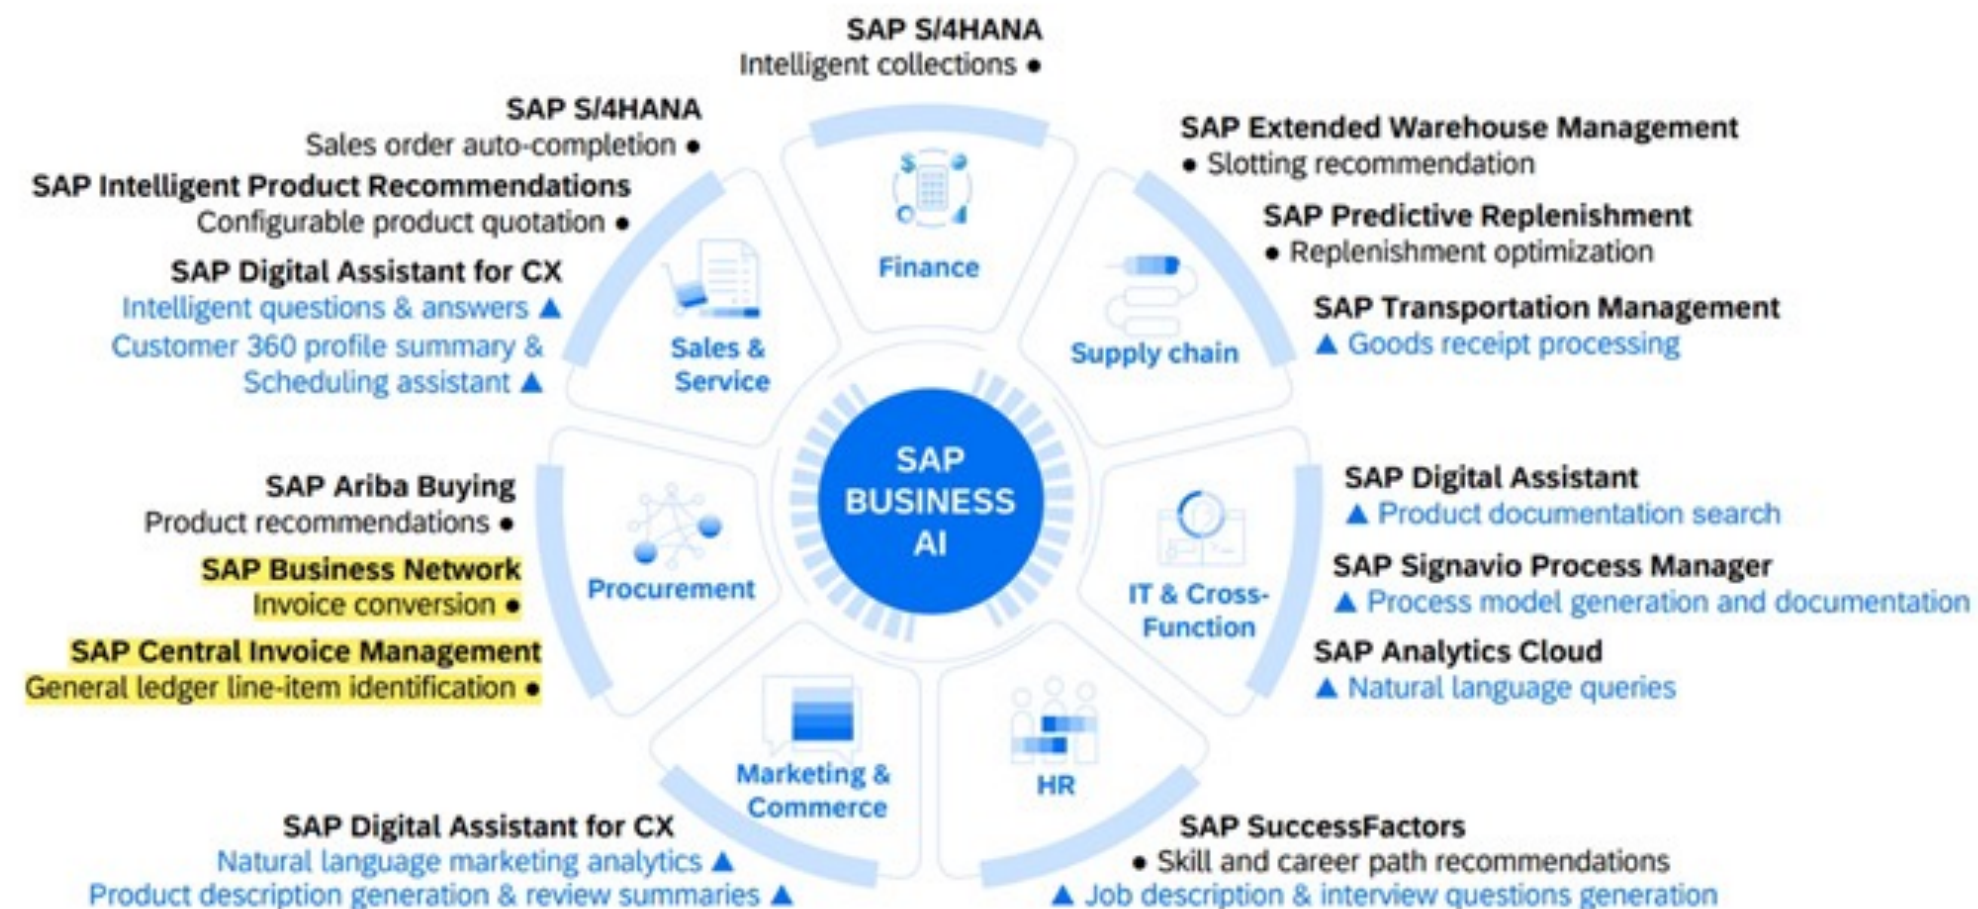 SAP S/4HANA
Intelligent collections ●
SAP S/4HANA
Sales order auto-completion ●
SAP Intelligent Product Recommendations
Configurable product quotation ●
SAP Digital Assistant for CX
Intelligent questions & answers ▲
Customer 360 profile summary &
Scheduling assistant ▲
SAP Extended Warehouse Management
● Slotting recommendation
SAP Predictive Replenishment
● Replenishment optimization
SAP Transportation Management
▲ Goods receipt processing
Finance
Sales &
Service
Supply chain
SAP
BUSINESS
AI
SAP Ariba Buying
Product recommendations ●
SAP Business Network
Invoice conversion ●
SAP Central Invoice Management
General ledger line-item identification ●
Procurement
IT & Cross-
Function
SAP Digital Assistant
▲ Product documentation search
SAP Signavio Process Manager
▲ Process model generation and documentation
SAP Analytics Cloud
▲ Natural language queries
Marketing &
Commerce
HR
SAP Digital Assistant for CX
Natural language marketing analytics ▲
Product description generation & review summaries ▲
SAP SuccessFactors
● Skill and career path recommendations
▲ Job description & interview questions generation